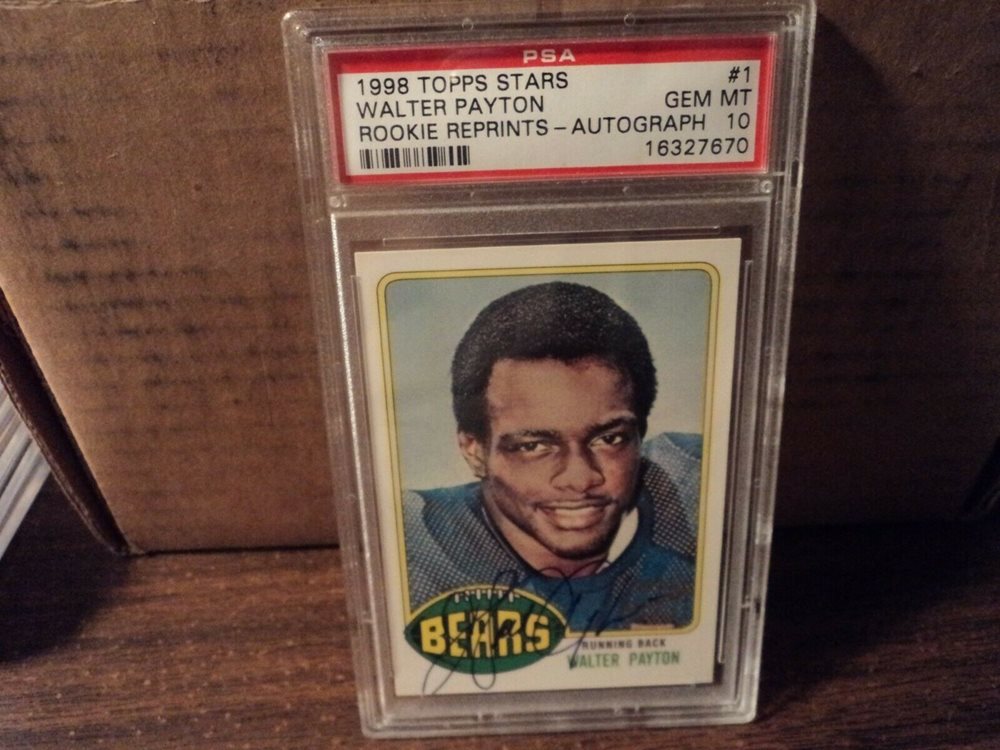 PSA
1998 TOPPS STARS #1
WALTER PAYTON GEM MT
ROOKIE REPRINTS – AUTOGRAPH 10
16327670
BEARS
RUNNING BACK
WALTER PAYTON